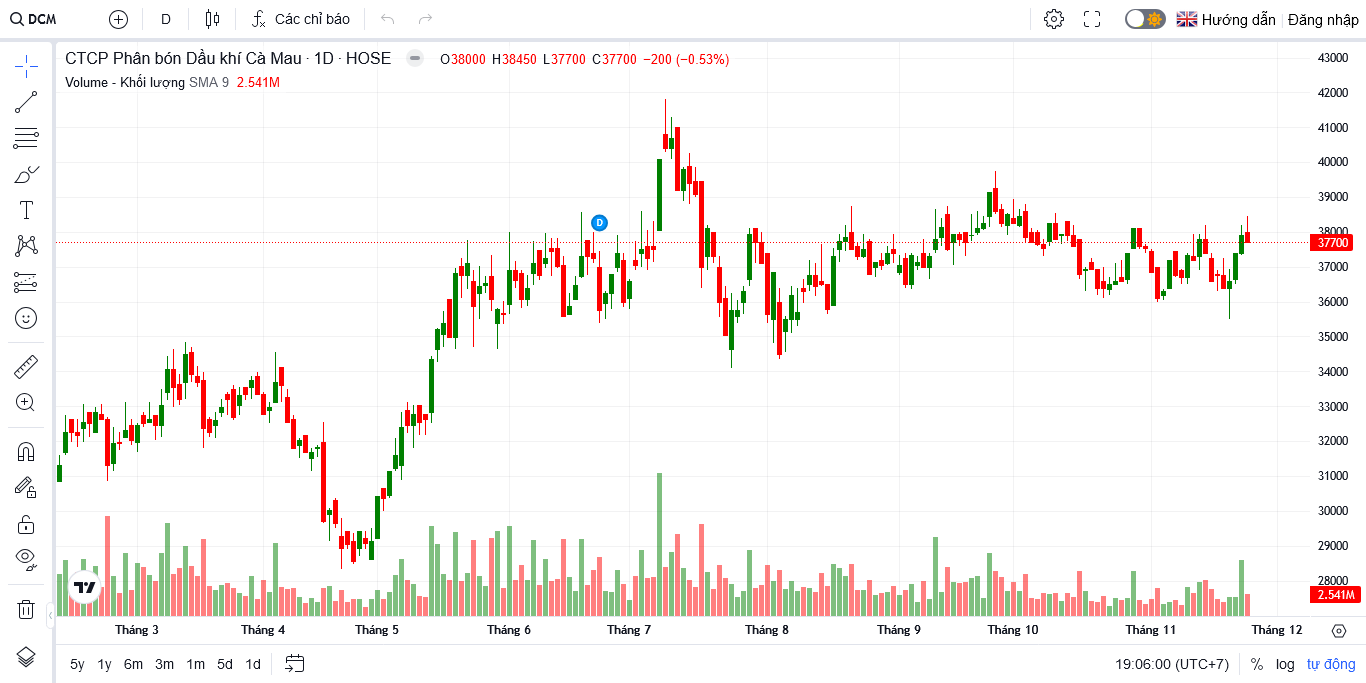 DCM D Các chỉ báo Hướng dẫn Đăng nhập
CTCP Phân bón Dầu khí Cà Mau · 1D · HOSE O38000 H38450 L37700 C37700 −200 (−0.53%)
Volume - Khối lượng SMA 9 2.541M
43000
42000
41000
40000
39000
38000
D
37700
37000
36000
35000
34000
33000
32000
31000
30000
29000
28000
2.541M
Tháng 3 Tháng 4 Tháng 5 Tháng 6 Tháng 7 Tháng 8 Tháng 9 Tháng 10 Tháng 11 Tháng 12
5y 1y 6m 3m 1m 5d 1d 19:06:00 (UTC+7) % log tự động